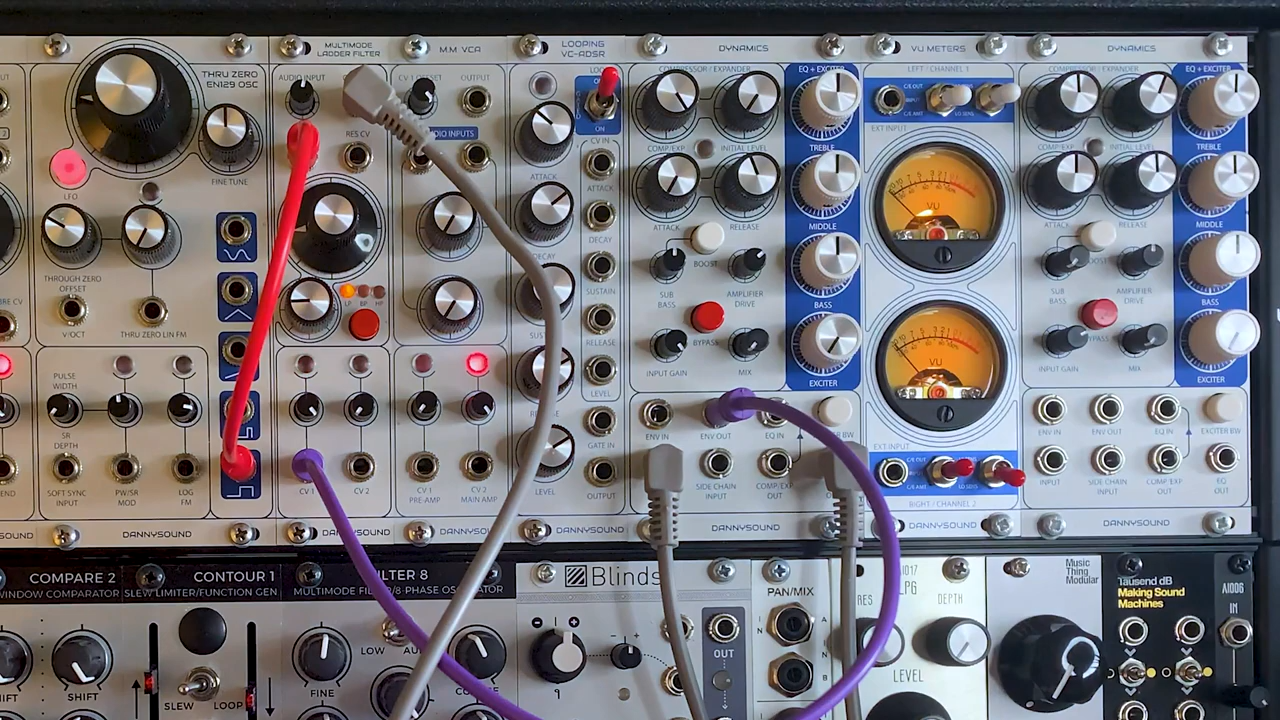 THRU ZERO
EN129 OSC
LFO
FINE TUNE
THROUGH ZERO
OFFSET
V/OCT
THRU ZERO LIN FM
PULSE
WIDTH
SR
DEPTH
SOFT SYNC
INPUT
PW/SR
MOD
LOG
FM
MULTIMODE
LADDER FILTER
AUDIO INPUT
RES CV
LP BP HP
CV 1
CV 2
DANNYSOUND
M.M VCA
OUTPUT
CV 1
PRE-AMP
CV 2
MAIN AMP
DANNYSOUND
LOOPING
VC-ADSR
ON
CV IN
ATTACK
DECAY
SUSTAIN
RELEASE
LEVEL
GATE IN
OUTPUT
DANNYSOUND
DYNAMICS
COMPRESSOR / EXPANDER
EQ + EXCITER
COMP/EXP
INITIAL LEVEL
TREBLE
ATTACK
RELEASE
MIDDLE
BOOST
SUB
BASS
AMPLIFIER
DRIVE
BASS
BYPASS
INPUT GAIN
MIX
EXCITER
ENV IN
ENV OUT
EQ IN
SIDE CHAIN
INPUT
COMP/EXP
OUT
DANNYSOUND
VU METERS
LEFT / CHANNEL 1
EXT INPUT
VU
VU
EXT INPUT
RIGHT / CHANNEL 2
DANNYSOUND
DYNAMICS
COMPRESSOR / EXPANDER
EQ + EXCITER
COMP/EXP
INITIAL LEVEL
TREBLE
ATTACK
RELEASE
MIDDLE
SUB
BASS
AMPLIFIER
DRIVE
BASS
INPUT GAIN
MIX
EXCITER
ENV IN
ENV OUT
EQ IN
EXCITER BW
INPUT
SIDE CHAIN
INPUT
COMP/EXP
OUT
EQ
OUT
DANNYSOUND
COMPARE 2
WINDOW COMPARATOR
SHIFT
CONTOUR 1
SLEW LIMITER/FUNCTION GEN
SLEW
LOOP
MULTIMODE
LOW
FINE
Blinds
OUT
PAN/MIX
DEPTH
LEVEL
Music
Thing
Modular
Tausend dB
Making Sound
Machines
A1006
IN